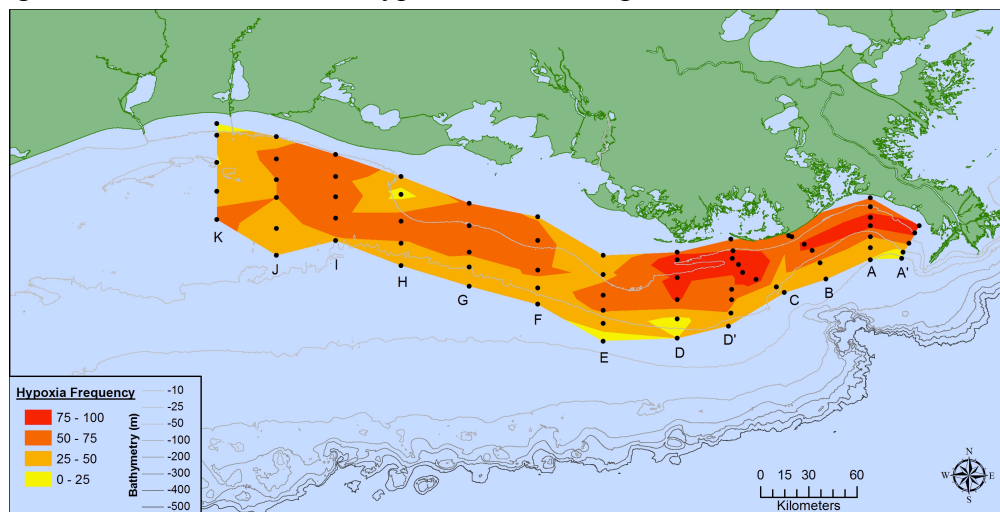 K
J
I
H
G
F
E
D
D'
C
B
A
A'
Hypoxia Frequency
75 - 100
50 - 75
25 - 50
0 - 25
Bathymetry (m)
-10
-25
-50
-100
-200
-300
-400
-500
0 15 30 60
Kilometers
N
W E
S